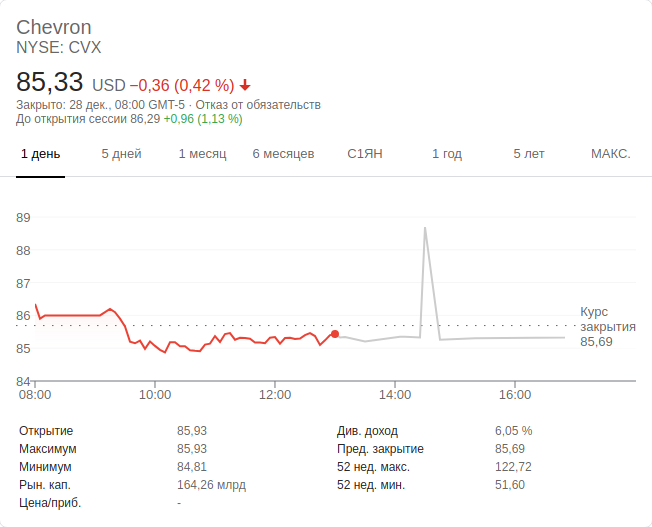 Chevron
NYSE: CVX
85,33 USD −0,36 (0,42 %)
Закрыто: 28 дек., 08:00 GMT-5 · Отказ от обязательств
До открытия сессии 86,29 +0,96 (1,13 %)
1 день 5 дней 1 месяц 6 месяцев С1ЯН 1 год 5 лет МАКС.
89
88
87
86
85
84
Курс
закрытия
85,69
08:00 10:00 12:00 14:00 16:00
Открытие 85,93 Див. доход 6,05 %
Максимум 85,93 Пред. закрытие 85,69
Минимум 84,81 52 нед. макс. 122,72
Рын. кап. 164,26 млрд 52 нед. мин. 51,60
Цена/приб. -